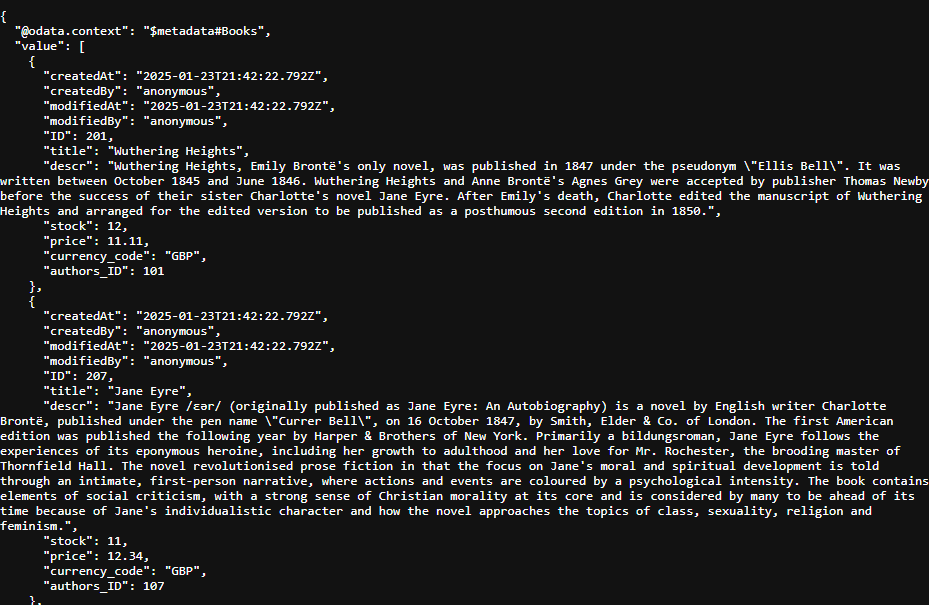 {
  "@odata.context": "$metadata#Books",
  "value": [
    {
      "createdAt": "2025-01-23T21:42:22.792Z",
      "createdBy": "anonymous",
      "modifiedAt": "2025-01-23T21:42:22.792Z",
      "modifiedBy": "anonymous",
      "ID": 201,
      "title": "Wuthering Heights",
      "descr": "Wuthering Heights, Emily Brontë's only novel, was published in 1847 under the pseudonym \"Ellis Bell\". It was
written between October 1845 and June 1846. Wuthering Heights and Anne Brontë's Agnes Grey were accepted by publisher Thomas Newby
before the success of their sister Charlotte's novel Jane Eyre. After Emily's death, Charlotte edited the manuscript of Wuthering
Heights and arranged for the edited version to be published as a posthumous second edition in 1850.",
      "stock": 12,
      "price": 11.11,
      "currency_code": "GBP",
      "authors_ID": 101
    },
    {
      "createdAt": "2025-01-23T21:42:22.792Z",
      "createdBy": "anonymous",
      "modifiedAt": "2025-01-23T21:42:22.792Z",
      "modifiedBy": "anonymous",
      "ID": 207,
      "title": "Jane Eyre",
      "descr": "Jane Eyre /ɛər/ (originally published as Jane Eyre: An Autobiography) is a novel by English writer Charlotte
Brontë, published under the pen name \"Currer Bell\", on 16 October 1847, by Smith, Elder & Co. of London. The first American
edition was published the following year by Harper & Brothers of New York. Primarily a bildungsroman, Jane Eyre follows the
experiences of its eponymous heroine, including her growth to adulthood and her love for Mr. Rochester, the brooding master of
Thornfield Hall. The novel revolutionised prose fiction in that the focus on Jane's moral and spiritual development is told
through an intimate, first-person narrative, where actions and events are coloured by a psychological intensity. The book contains
elements of social criticism, with a strong sense of Christian morality at its core and is considered by many to be ahead of its
time because of Jane's individualistic character and how the novel approaches the topics of class, sexuality, religion and
feminism.",
      "stock": 11,
      "price": 12.34,
      "currency_code": "GBP",
      "authors_ID": 107
    },